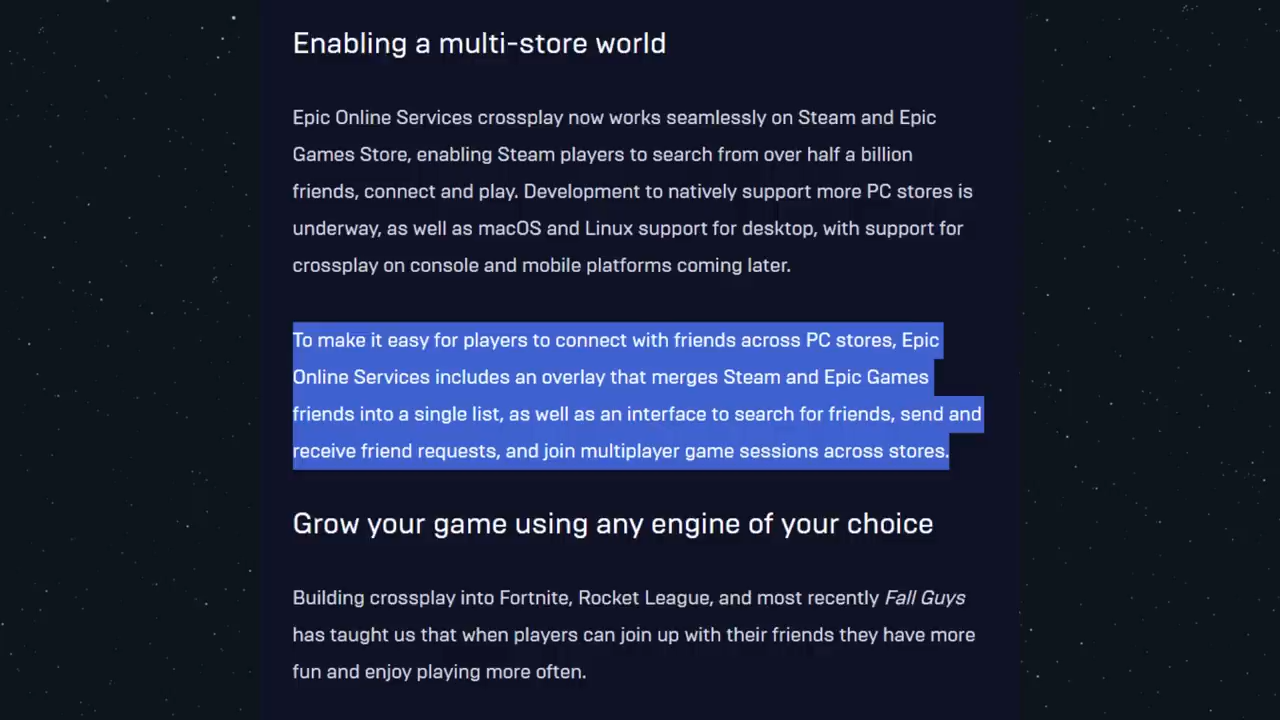 Enabling a multi-store world
Epic Online Services crossplay now works seamlessly on Steam and Epic
Games Store, enabling Steam players to search from over half a billion
friends, connect and play. Development to natively support more PC stores is
underway, as well as macOS and Linux support for desktop, with support for
crossplay on console and mobile platforms coming later.
To make it easy for players to connect with friends across PC stores, Epic
Online Services includes an overlay that merges Steam and Epic Games
friends into a single list, as well as an interface to search for friends, send and
receive friend requests, and join multiplayer game sessions across stores.
Grow your game using any engine of your choice
Building crossplay into Fortnite, Rocket League, and most recently Fall Guys
has taught us that when players can join up with their friends they have more
fun and enjoy playing more often.